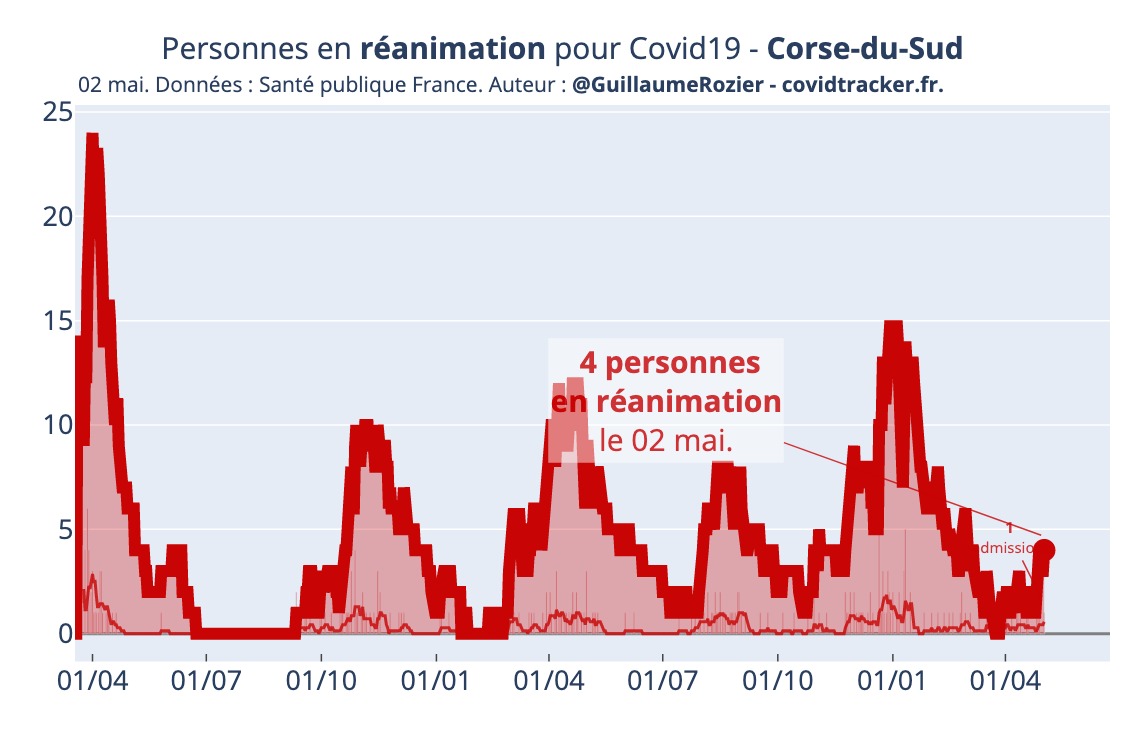 Personnes en réanimation pour Covid19 - Corse-du-Sud
02 mai. Données : Santé publique France. Auteur : @GuillaumeRozier - covidtracker.fr.
25
20
15
10
5
0
4 personnes
en réanimation
le 02 mai.
1
01/04 01/07 01/10 01/01 01/04 01/07 01/10 01/01 01/04